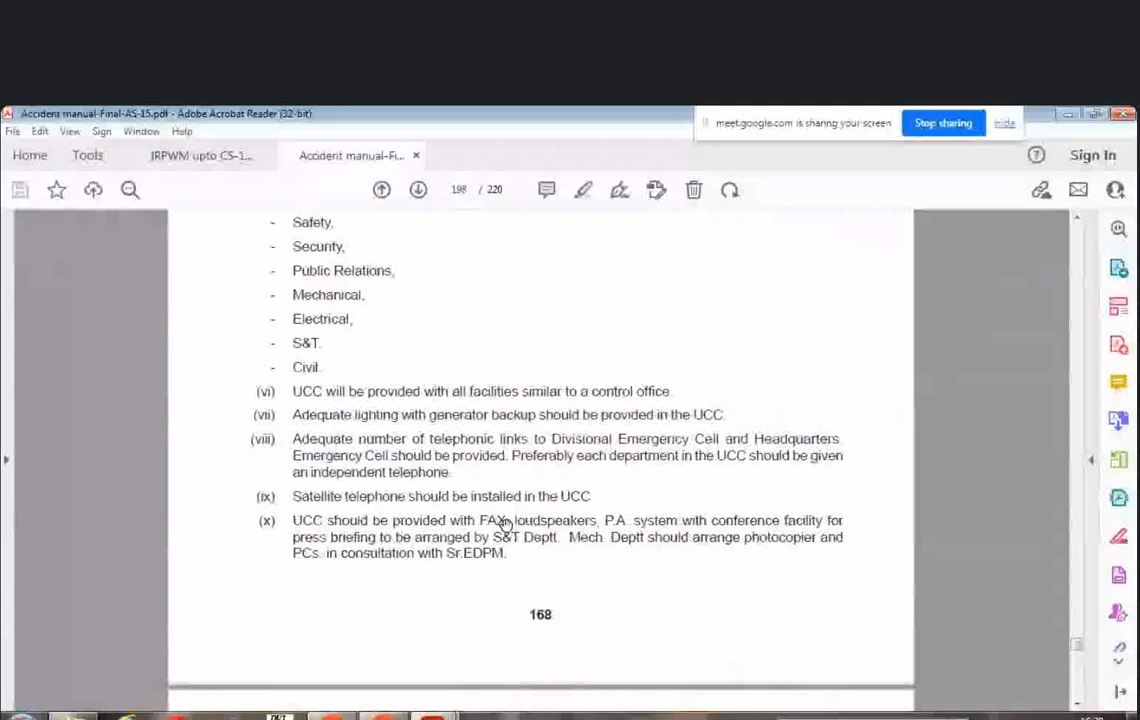 Accident manual-Final-AS-15.pdf - Adobe Acrobat Reader (32-bit)
File Edit View Sign Window Help
meet.google.com is sharing your screen Stop sharing hide
Home Tools IRPWM upto CS-1... Accident manual-Fi... × Sign In
198 / 220
- Safety,
- Security,
- Public Relations,
- Mechanical,
- Electrical,
- S&T.
- Civil.
(vi) UCC will be provided with all facilities similar to a control office.
(vii) Adequate lighting with generator backup should be provided in the UCC.
(viii) Adequate number of telephonic links to Divisional Emergency Cell and Headquarters
Emergency Cell should be provided. Preferably each department in the UCC should be given
an independent telephone.
(ix) Satellite telephone should be installed in the UCC
(x) UCC should be provided with FAX, loudspeakers, P.A. system with conference facility for
press briefing to be arranged by S&T Deptt. Mech. Deptt should arrange photocopier and
PCs. in consultation with Sr.EDPM.
168